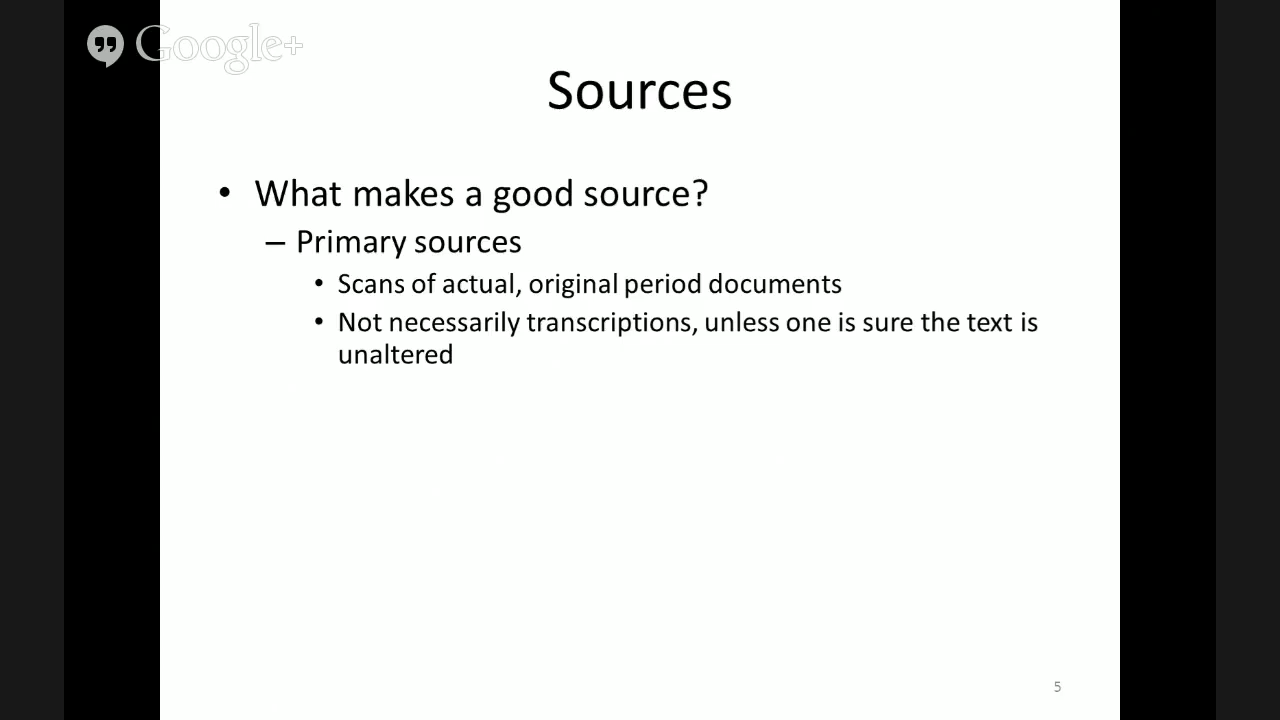 Google+
Sources
• What makes a good source?
– Primary sources
• Scans of actual, original period documents
• Not necessarily transcriptions, unless one is sure the text is
unaltered
5